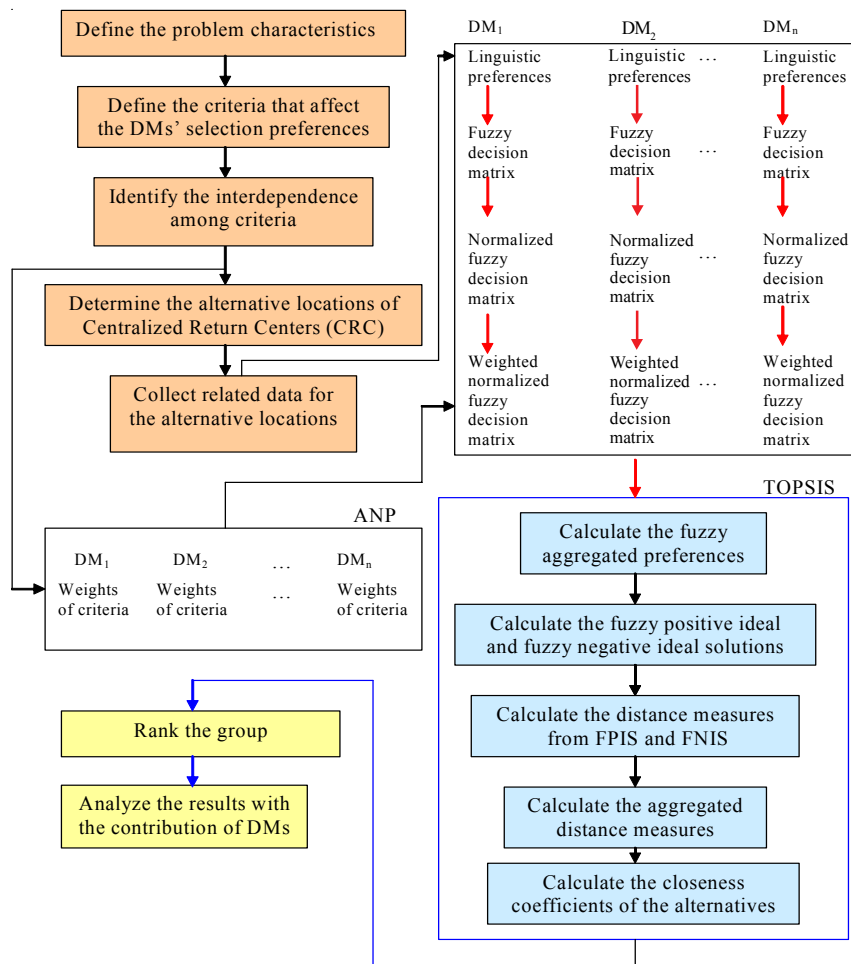 Define the problem characteristics
Define the criteria that affect
the DMs' selection preferences
Identify the interdependence
among criteria
Determine the alternative locations of
Centralized Return Centers (CRC)
Collect related data for
the alternative locations
DM1 DM2 DMn
Linguistic preferences Linguistic preferences ... Linguistic preferences
Fuzzy decision matrix Fuzzy decision matrix ... Fuzzy decision matrix
Normalized fuzzy decision matrix Normalized fuzzy decision matrix ... Normalized fuzzy decision matrix
Weighted normalized fuzzy decision matrix Weighted normalized fuzzy decision matrix ... Weighted normalized fuzzy decision matrix
ANP
DM1 DM2 ... DMn
Weights of criteria Weights of criteria ... Weights of criteria
TOPSIS
Calculate the fuzzy
aggregated preferences
Calculate the fuzzy positive ideal
and fuzzy negative ideal solutions
Calculate the distance measures
from FPIS and FNIS
Calculate the aggregated
distance measures
Calculate the closeness
coefficients of the alternatives
Rank the group
Analyze the results with
the contribution of DMs